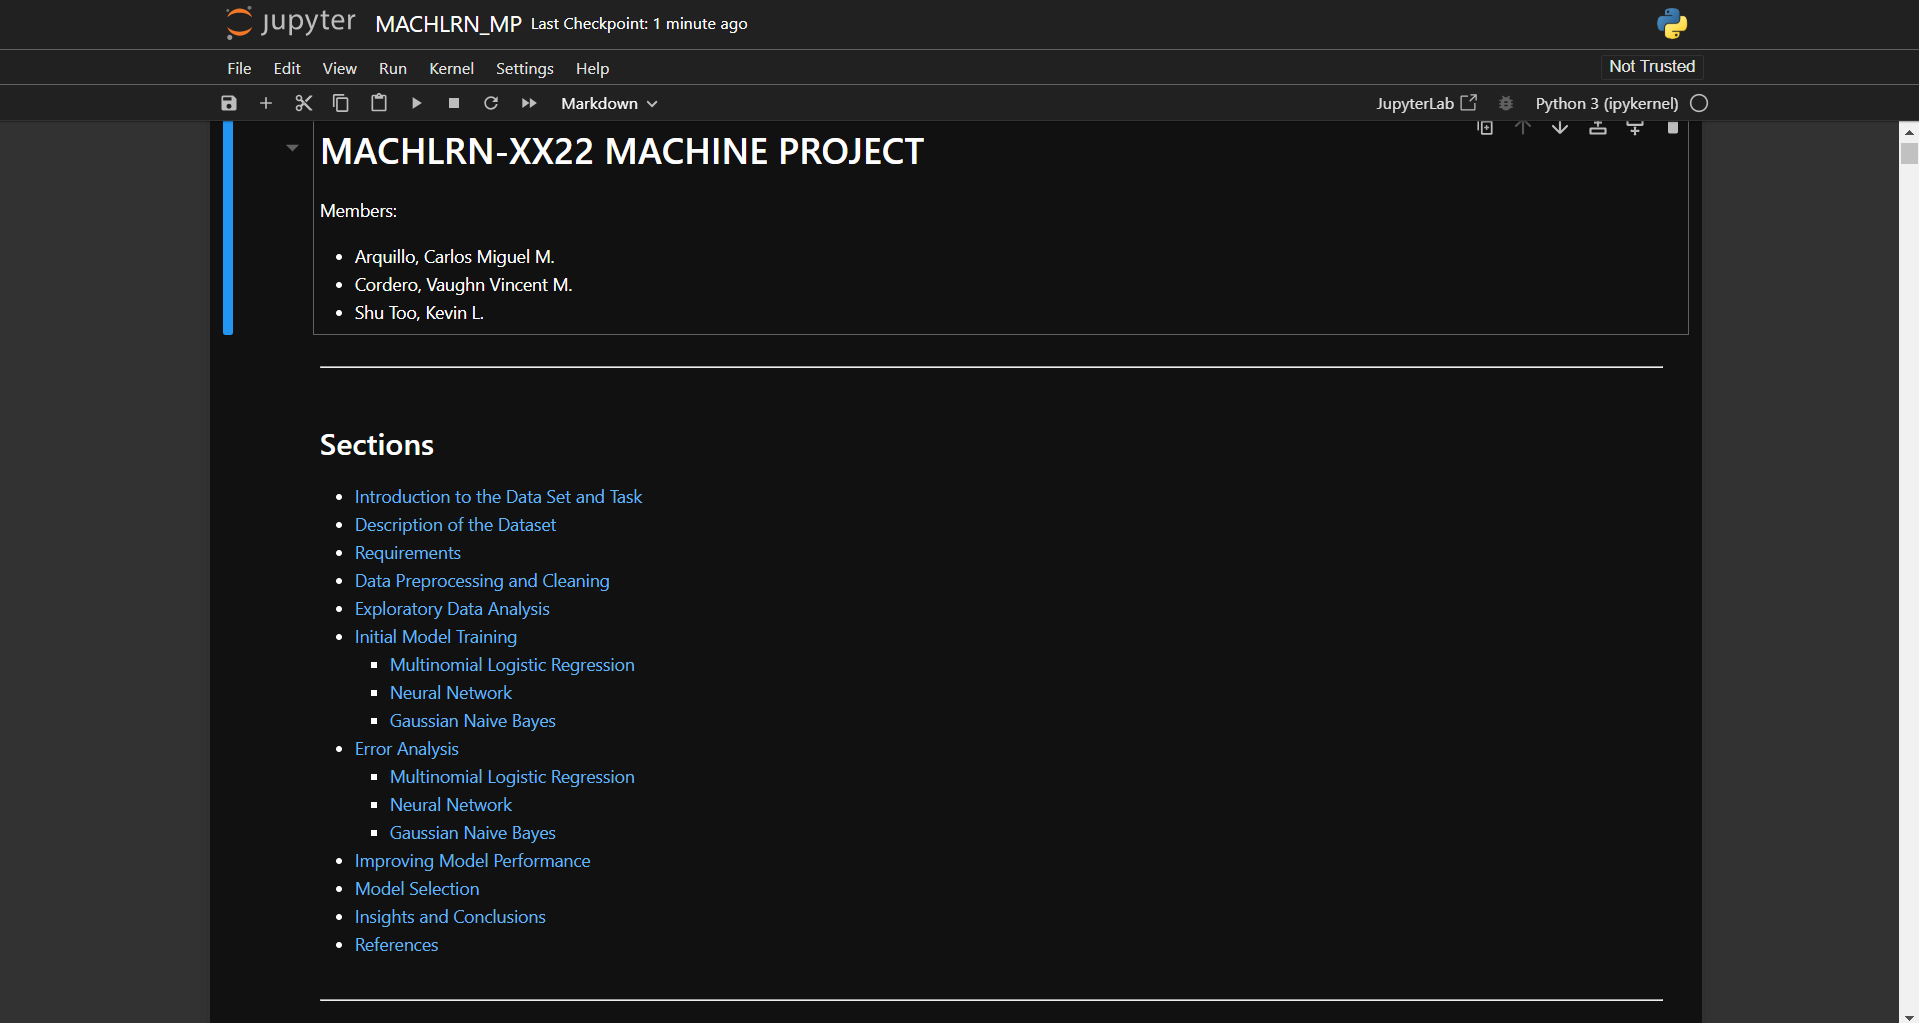 jupyter MACHLRN_MP Last Checkpoint: 1 minute ago
File Edit View Run Kernel Settings Help Not Trusted
Markdown JupyterLab Python 3 (ipykernel)
MACHLRN-XX22 MACHINE PROJECT
Members:
Arquillo, Carlos Miguel M.
Cordero, Vaughn Vincent M.
Shu Too, Kevin L.
Sections
Introduction to the Data Set and Task
Description of the Dataset
Requirements
Data Preprocessing and Cleaning
Exploratory Data Analysis
Initial Model Training
Multinomial Logistic Regression
Neural Network
Gaussian Naive Bayes
Error Analysis
Multinomial Logistic Regression
Neural Network
Gaussian Naive Bayes
Improving Model Performance
Model Selection
Insights and Conclusions
References